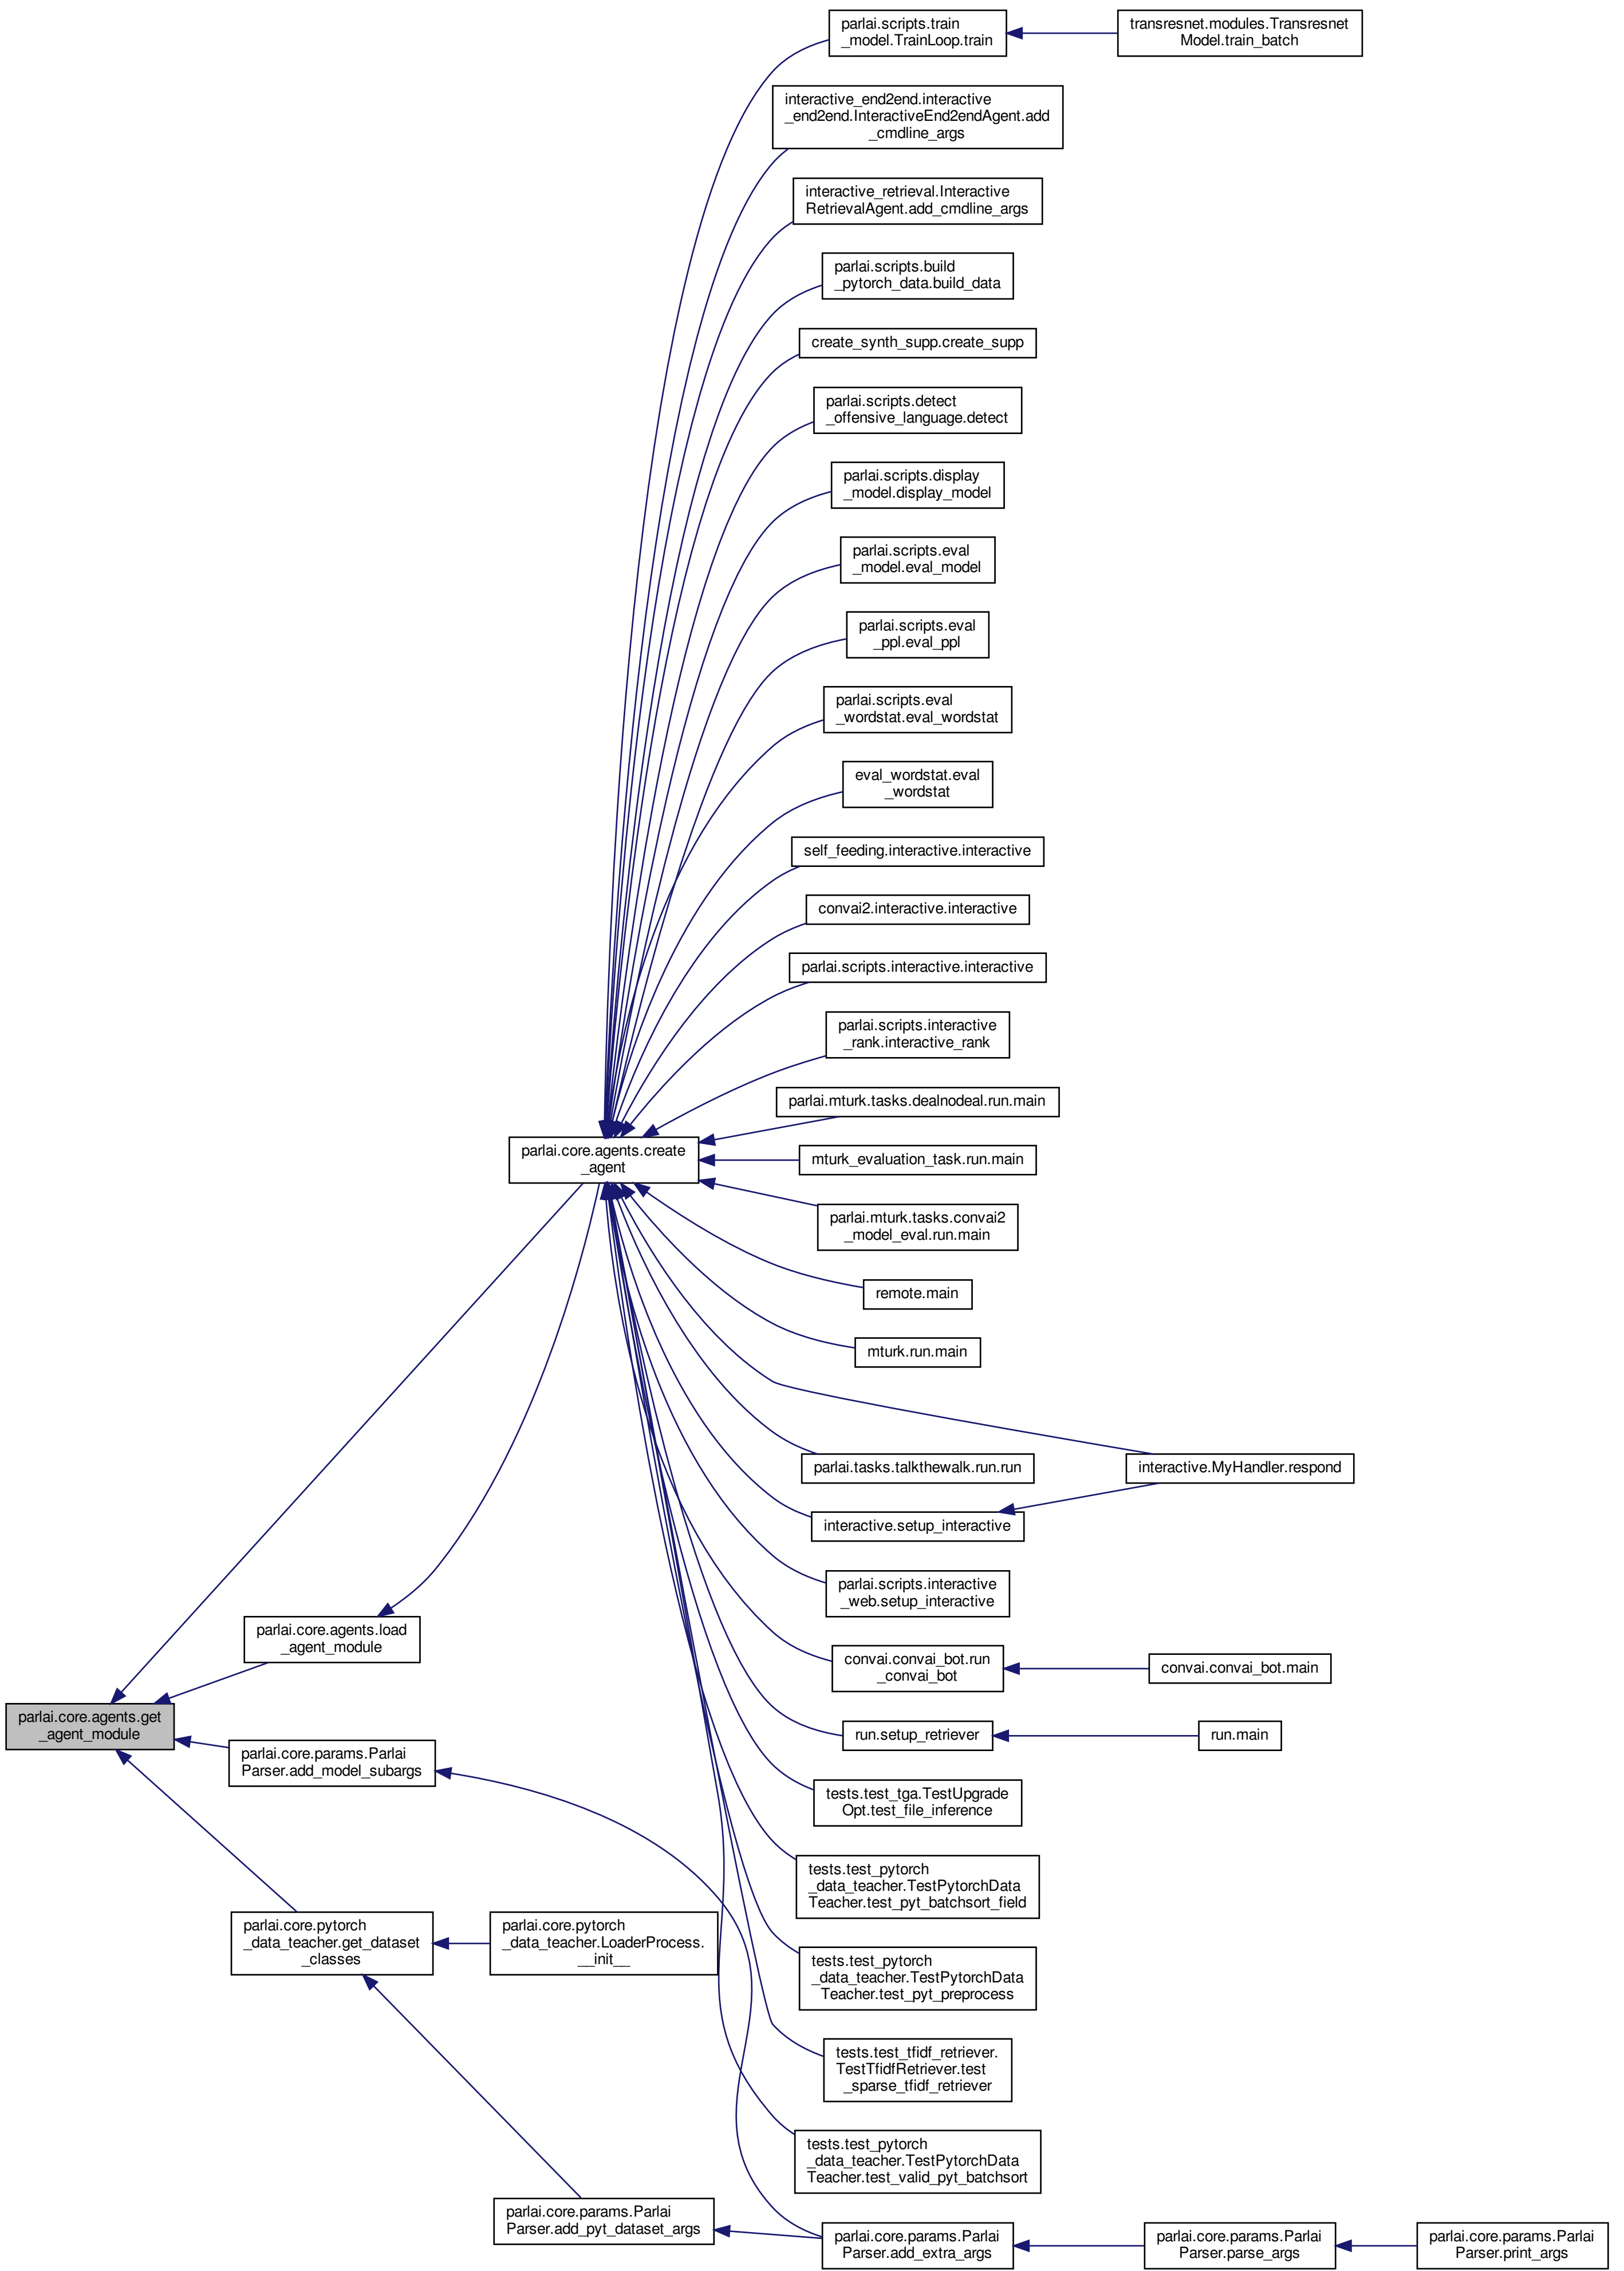 parlai.scripts.train
_model.TrainLoop.train
transresnet.modules.Transresnet
Model.train_batch
interactive_end2end.interactive
_end2end.InteractiveEnd2endAgent.add
_cmdline_args
interactive_retrieval.Interactive
RetrievalAgent.add_cmdline_args
parlai.scripts.build
_pytorch_data.build_data
create_synth_supp.create_supp
parlai.scripts.detect
_offensive_language.detect
parlai.scripts.display
_model.display_model
parlai.scripts.eval
_model.eval_model
parlai.scripts.eval
_ppl.eval_ppl
parlai.scripts.eval
_wordstat.eval_wordstat
eval_wordstat.eval
_wordstat
self_feeding.interactive.interactive
convai2.interactive.interactive
parlai.scripts.interactive.interactive
parlai.scripts.interactive
_rank.interactive_rank
parlai.mturk.tasks.dealnodeal.run.main
parlai.core.agents.create
_agent
mturk_evaluation_task.run.main
parlai.mturk.tasks.convai2
_model_eval.run.main
remote.main
mturk.run.main
parlai.tasks.talkthewalk.run.run
interactive.MyHandler.respond
interactive.setup_interactive
parlai.scripts.interactive
_web.setup_interactive
parlai.core.agents.load
_agent_module
convai.convai_bot.run
_convai_bot
convai.convai_bot.main
parlai.core.agents.get
_agent_module
run.setup_retriever
run.main
parlai.core.params.Parlai
Parser.add_model_subargs
tests.test_tga.TestUpgrade
Opt.test_file_inference
tests.test_pytorch
_data_teacher.TestPytorchData
Teacher.test_pyt_batchsort_field
parlai.core.pytorch
_data_teacher.get_dataset
_classes
parlai.core.pytorch
_data_teacher.LoaderProcess.
__init__
tests.test_pytorch
_data_teacher.TestPytorchData
Teacher.test_pyt_preprocess
tests.test_tfidf_retriever.
TestTfidfRetriever.test
_sparse_tfidf_retriever
tests.test_pytorch
_data_teacher.TestPytorchData
Teacher.test_valid_pyt_batchsort
parlai.core.params.Parlai
Parser.add_pyt_dataset_args
parlai.core.params.Parlai
Parser.add_extra_args
parlai.core.params.Parlai
Parser.parse_args
parlai.core.params.Parlai
Parser.print_args